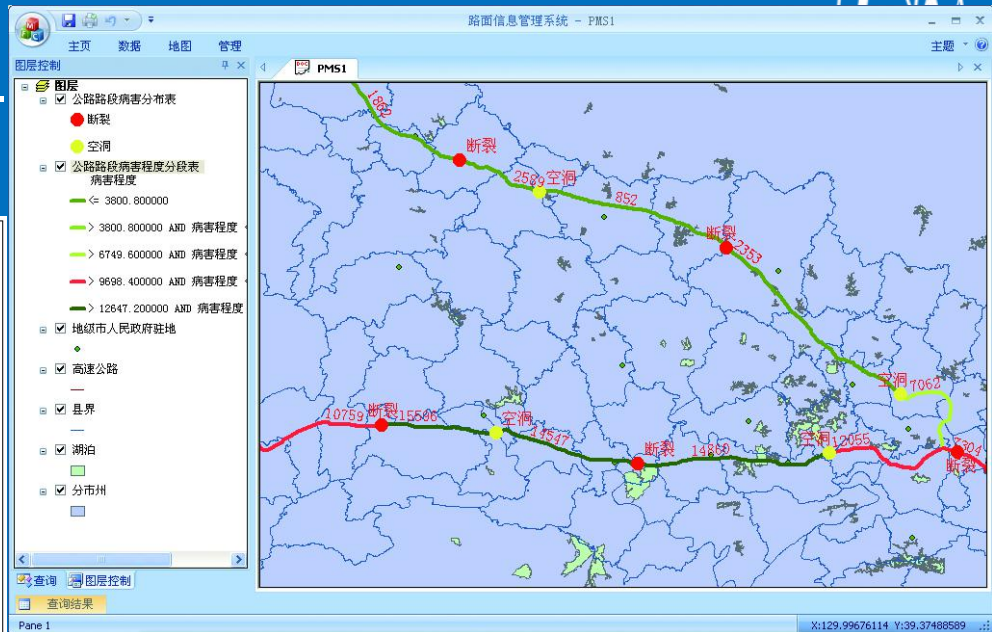 路面信息管理系统 - PMS1
主页 数据 地图 管理
主题
图层控制
PMS1
图层
公路路段病害分布表
断裂
空洞
公路路段病害程度分段表
病害程度
<= 3800.800000
> 3800.800000 AND 病害程度
> 6749.600000 AND 病害程度
> 9698.400000 AND 病害程度
> 12647.200000 AND 病害程度
地级市人民政府驻地
高速公路
县界
湖泊
分市州
1862
断裂
2589
空洞
852
断裂
2353
空洞
7062
10759
断裂
15596
空洞
14547
断裂
14860
空洞
12055
断裂
查询 图层控制
查询结果
Pane 1
X:129.99676114 Y:39.37488589